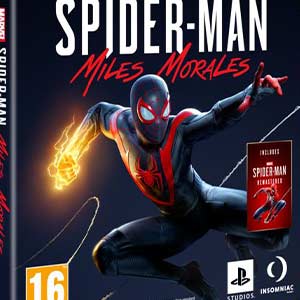 MARVEL
SPIDER-MAN
Miles Morales
SPIDER-MAN
Miles Morales
INCLUDES
MARVEL
SPIDER-MAN
REMASTERED
16
STUDIOS
INSOMNIAC